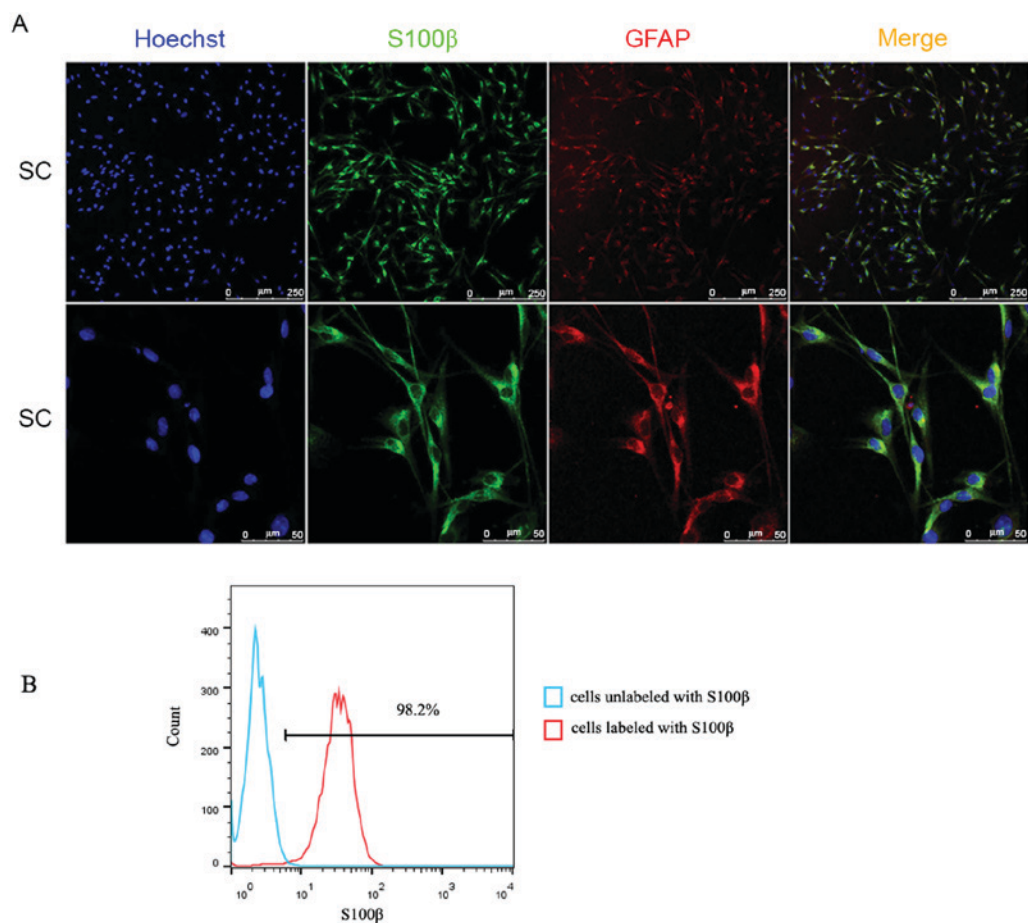 A
Hoechst S100β GFAP Merge
SC
0 μm 250 0 μm 250 0 μm 250 0 μm 250
SC
0 μm 50 0 μm 50 0 μm 50 0 μm 50
B
400
300
200
100
0
Count
98.2%
cells unlabeled with S100β
cells labeled with S100β
10⁰ 10¹ 10² 10³ 10⁻⁴
S100β